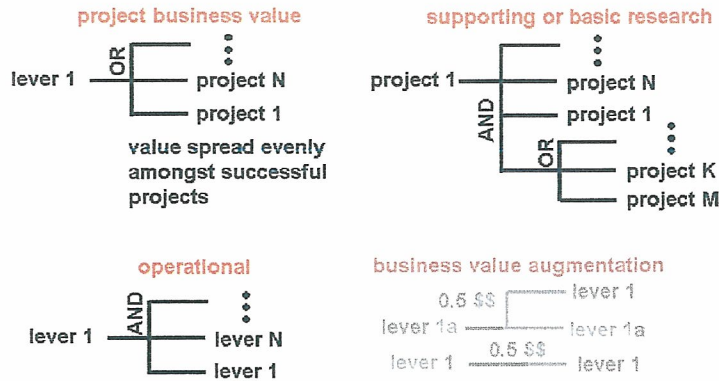 project business value
OR
lever 1
project N
project 1
value spread evenly
amongst successful
projects
supporting or basic research
project 1
AND
project N
project 1
OR
project K
project M
operational
AND
lever 1
lever N
lever 1
business value augmentation
0.5 $$
lever 1
lever 1a
lever 1a
0.5 $$
lever 1
lever 1